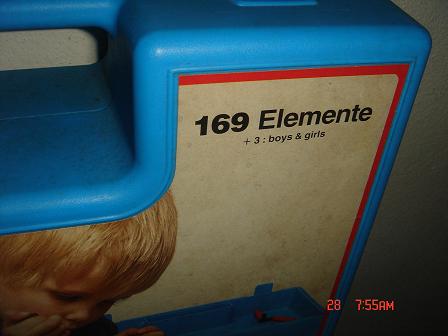 169 Elemente
+ 3 : boys & girls
28 7:55AM